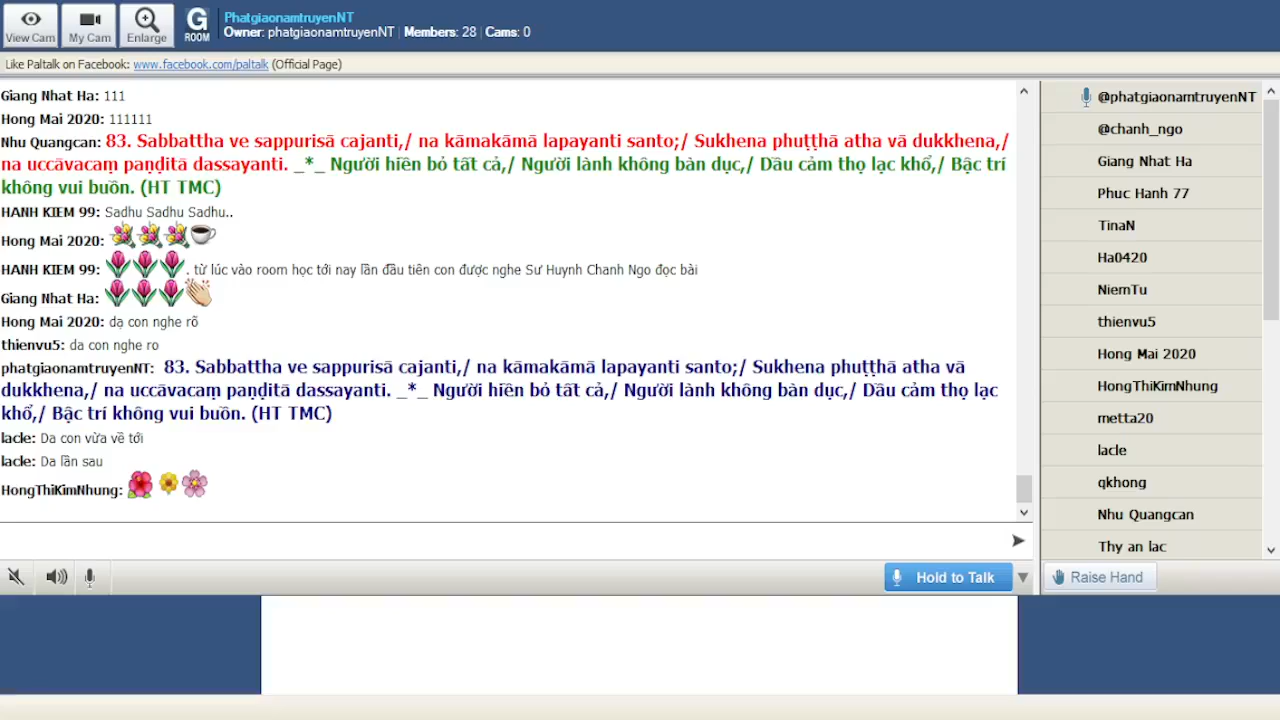 View Cam
My Cam
Enlarge
G
ROOM
PhatgiaonamtruyenNT
Owner: phatgiaonamtruyenNT | Members: 28 | Cams: 0
Like Paltalk on Facebook: www.facebook.com/paltalk (Official Page)
Giang Nhat Ha: 111
Hong Mai 2020: 111111
Nhu Quangcan: 83. Sabbattha ve sappurisā cajanti,/ na kāmakāmā lapayanti santo;/ Sukhena phuṭṭhā atha vā dukkhena,/
na uccāvacaṃ paṇḍitā dassayanti. _*_ Người hiền bỏ tất cả,/ Người lành không bàn dục,/ Dầu cảm thọ lạc khổ,/ Bậc trí
không vui buồn. (HT TMC)
HANH KIEM 99: Sadhu Sadhu Sadhu..
Hong Mai 2020:
HANH KIEM 99: . từ lúc vào room học tới nay lần đầu tiên con được nghe Sư Huynh Chanh Ngo đọc bài
Giang Nhat Ha:
Hong Mai 2020: dạ con nghe rõ
thienvu5: da con nghe ro
phatgiaonamtruyenNT: 83. Sabbattha ve sappurisā cajanti,/ na kāmakāmā lapayanti santo;/ Sukhena phuṭṭhā atha vā
dukkhena,/ na uccāvacaṃ paṇḍitā dassayanti. _*_ Người hiền bỏ tất cả,/ Người lành không bàn dục,/ Dầu cảm thọ lạc
khổ,/ Bậc trí không vui buồn. (HT TMC)
lacle: Da con vừa về tới
lacle: Da lần sau
HongThiKimNhung:
Hold to Talk
@phatgiaonamtruyenNT
@chanh_ngo
Giang Nhat Ha
Phuc Hanh 77
TinaN
Ha0420
NiemTu
thienvu5
Hong Mai 2020
HongThiKimNhung
metta20
lacle
qkhong
Nhu Quangcan
Thy an lac
Raise Hand